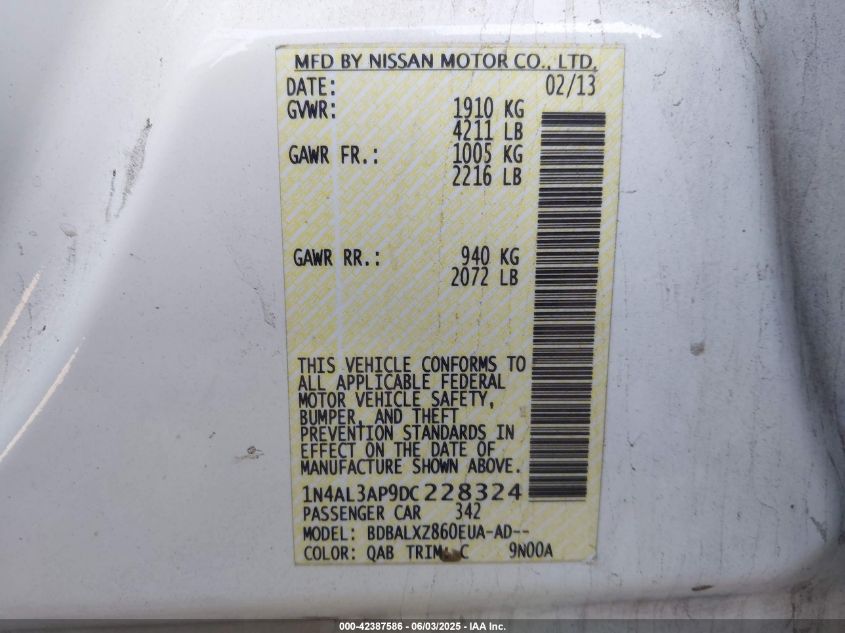 MFD BY NISSAN MOTOR CO., LTD.
DATE: 02/13
GVWR: 1910 KG
4211 LB
GAWR FR.: 1005 KG
2216 LB
GAWR RR.: 940 KG
2072 LB
THIS VEHICLE CONFORMS TO
ALL APPLICABLE FEDERAL
MOTOR VEHICLE SAFETY,
BUMPER, AND THEFT
PREVENTION STANDARDS IN
EFFECT ON THE DATE OF
MANUFACTURE SHOWN ABOVE.
1N4AL3AP9DC228324
PASSENGER CAR 342
MODEL: BDBALXZ860EUA-AD--
COLOR: QAB TRIM: C 9N00A
000-42387586 - 06/03/2025 - IAA Inc.